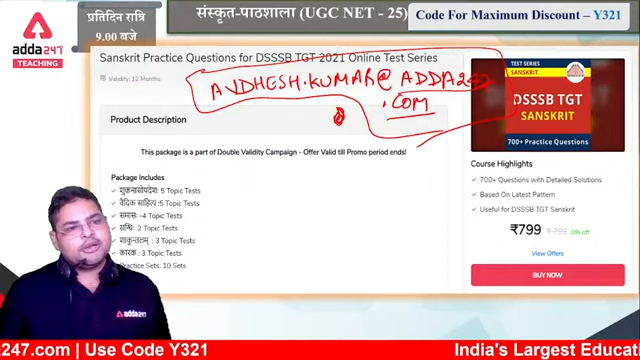 adda247
TEACHING
प्रतिदिन रात्रि
9.00 बजे
संस्कृत-पाठशाला (UGC NET - 25)
Code For Maximum Discount – Y321
Sanskrit Practice Questions for DSSSB TGT 2021 Online Test Series
Validity: 12 Months
AVDHESH.KUMAR@ADDA247
.COM
Product Description
This package is a part of Double Validity Campaign - Offer Valid till Promo period ends!
Package Includes
शुकनासोपदेश: 5 Topic Tests
वैदिक साहित्य :5 Topic Tests
समासः -4 Topic Tests
सन्धिः 2 Topic Tests
शाकुन्तलम् : 3 Topic Tests
कारक : 3 Topic Tests
Practice Sets: 10 Sets
TEST SERIES
SANSKRIT
DSSSB TGT
SANSKRIT
700+ Practice Questions
Course Highlights
700+ Questions with Detailed Solutions
Based on Latest Pattern
Useful for DSSSB TGT Sanskrit
₹799 ₹799 0% off
View Offers
BUY NOW
adda247
247.com | Use Code Y321
India's Largest Educati